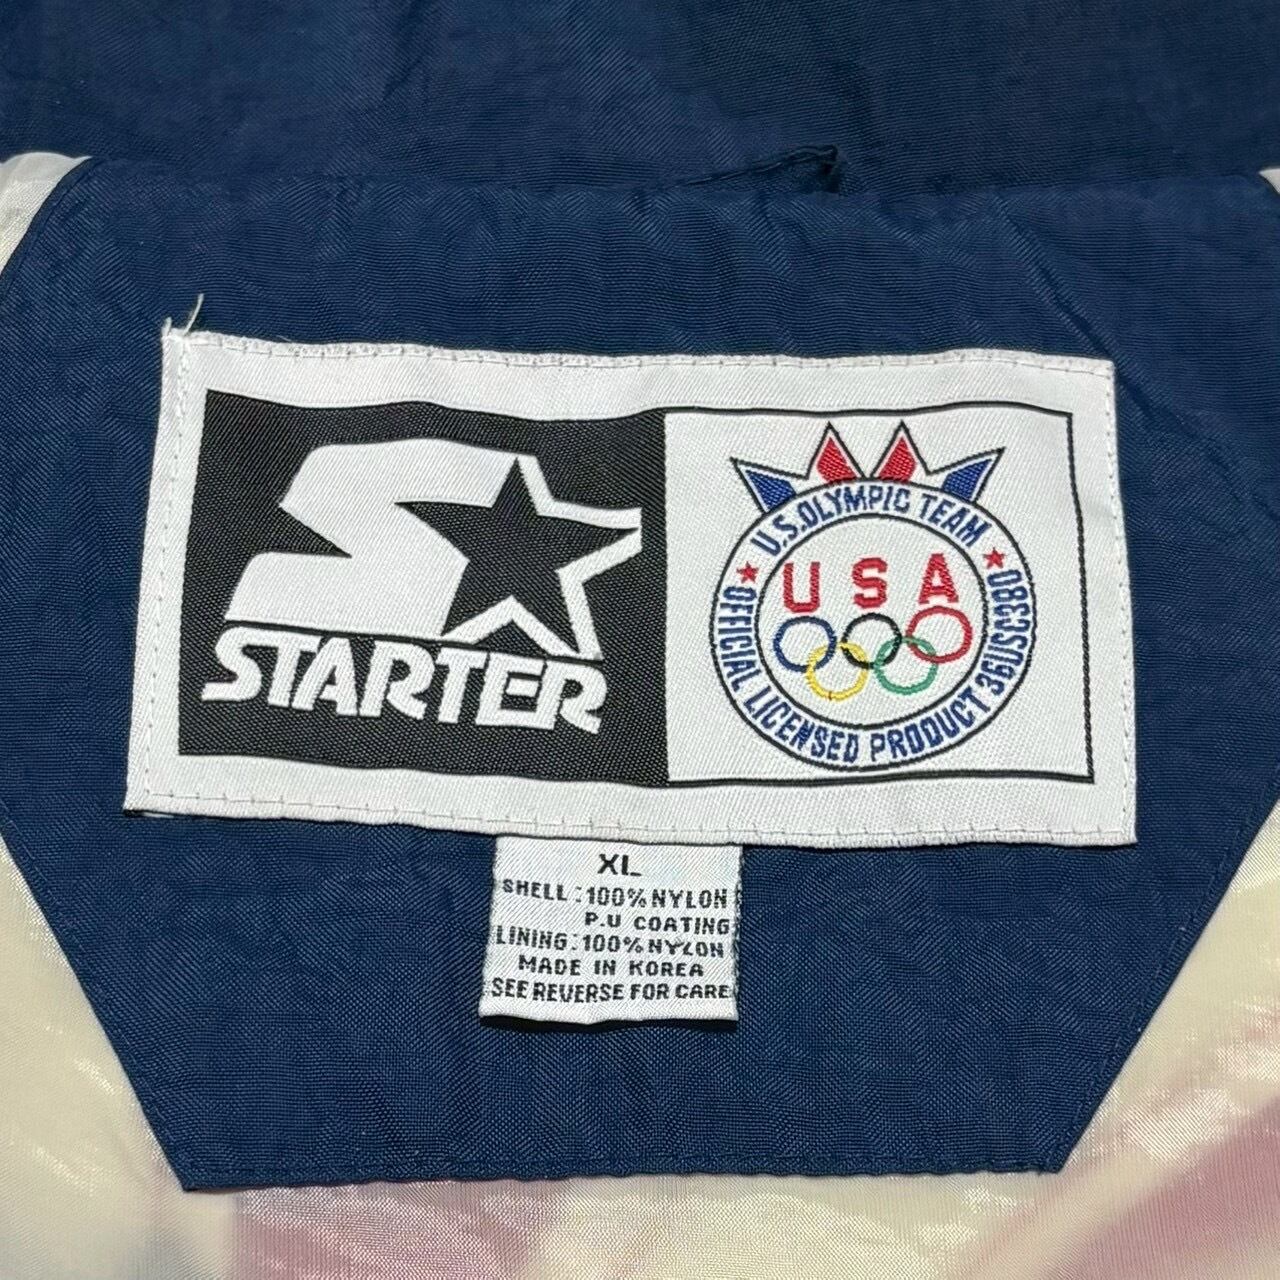 STARTER
U.S.OLYMPIC TEAM
USA
OFFICIAL LICENSED PRODUCT 36USC380
XL
SHELL:100%NYLON
P.U COATING
LINING:100%NYLON
MADE IN KOREA
SEE REVERSE FOR CARE